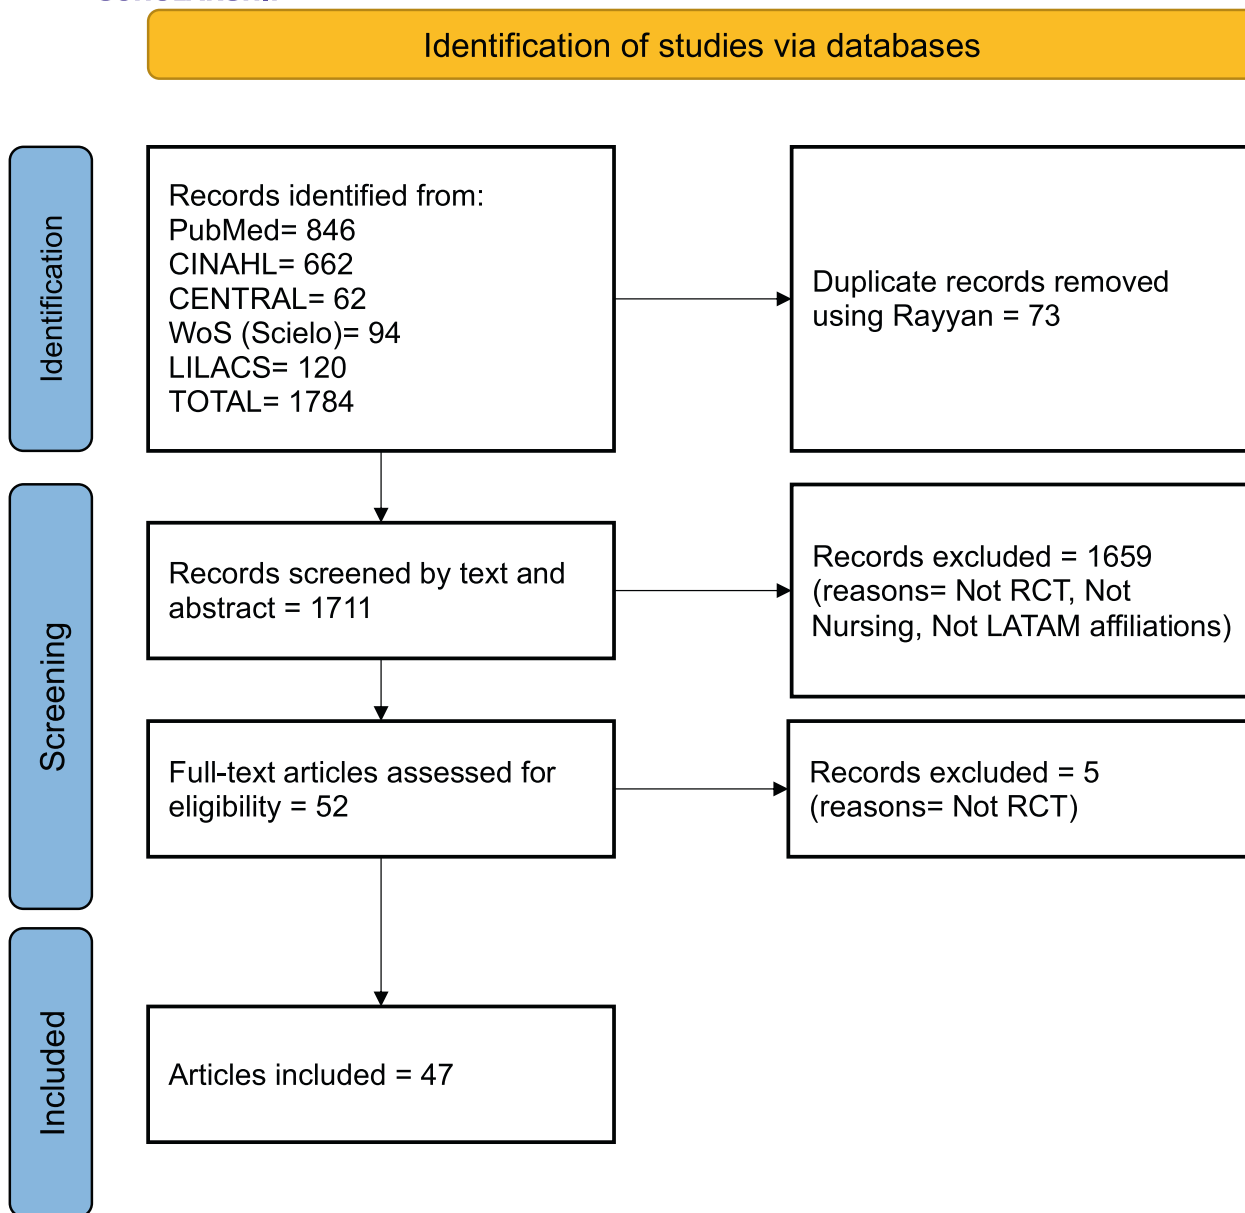 Identification of studies via databases
Identification
Records identified from:
PubMed= 846
CINAHL= 662
CENTRAL= 62
WoS (Scielo)= 94
LILACS= 120
TOTAL= 1784
Duplicate records removed
using Rayyan = 73
Screening
Records screened by text and
abstract = 1711
Records excluded = 1659
(reasons= Not RCT, Not
Nursing, Not LATAM affiliations)
Full-text articles assessed for
eligibility = 52
Records excluded = 5
(reasons= Not RCT)
Included
Articles included = 47